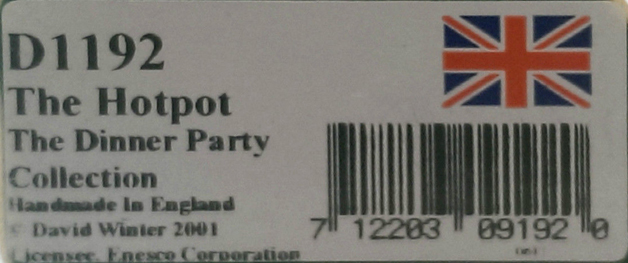 D1192
The Hotpot
The Dinner Party
Collection
Handmade In England
© David Winter 2001
Licensee. Enesco Corporation
7 12203 09192 0